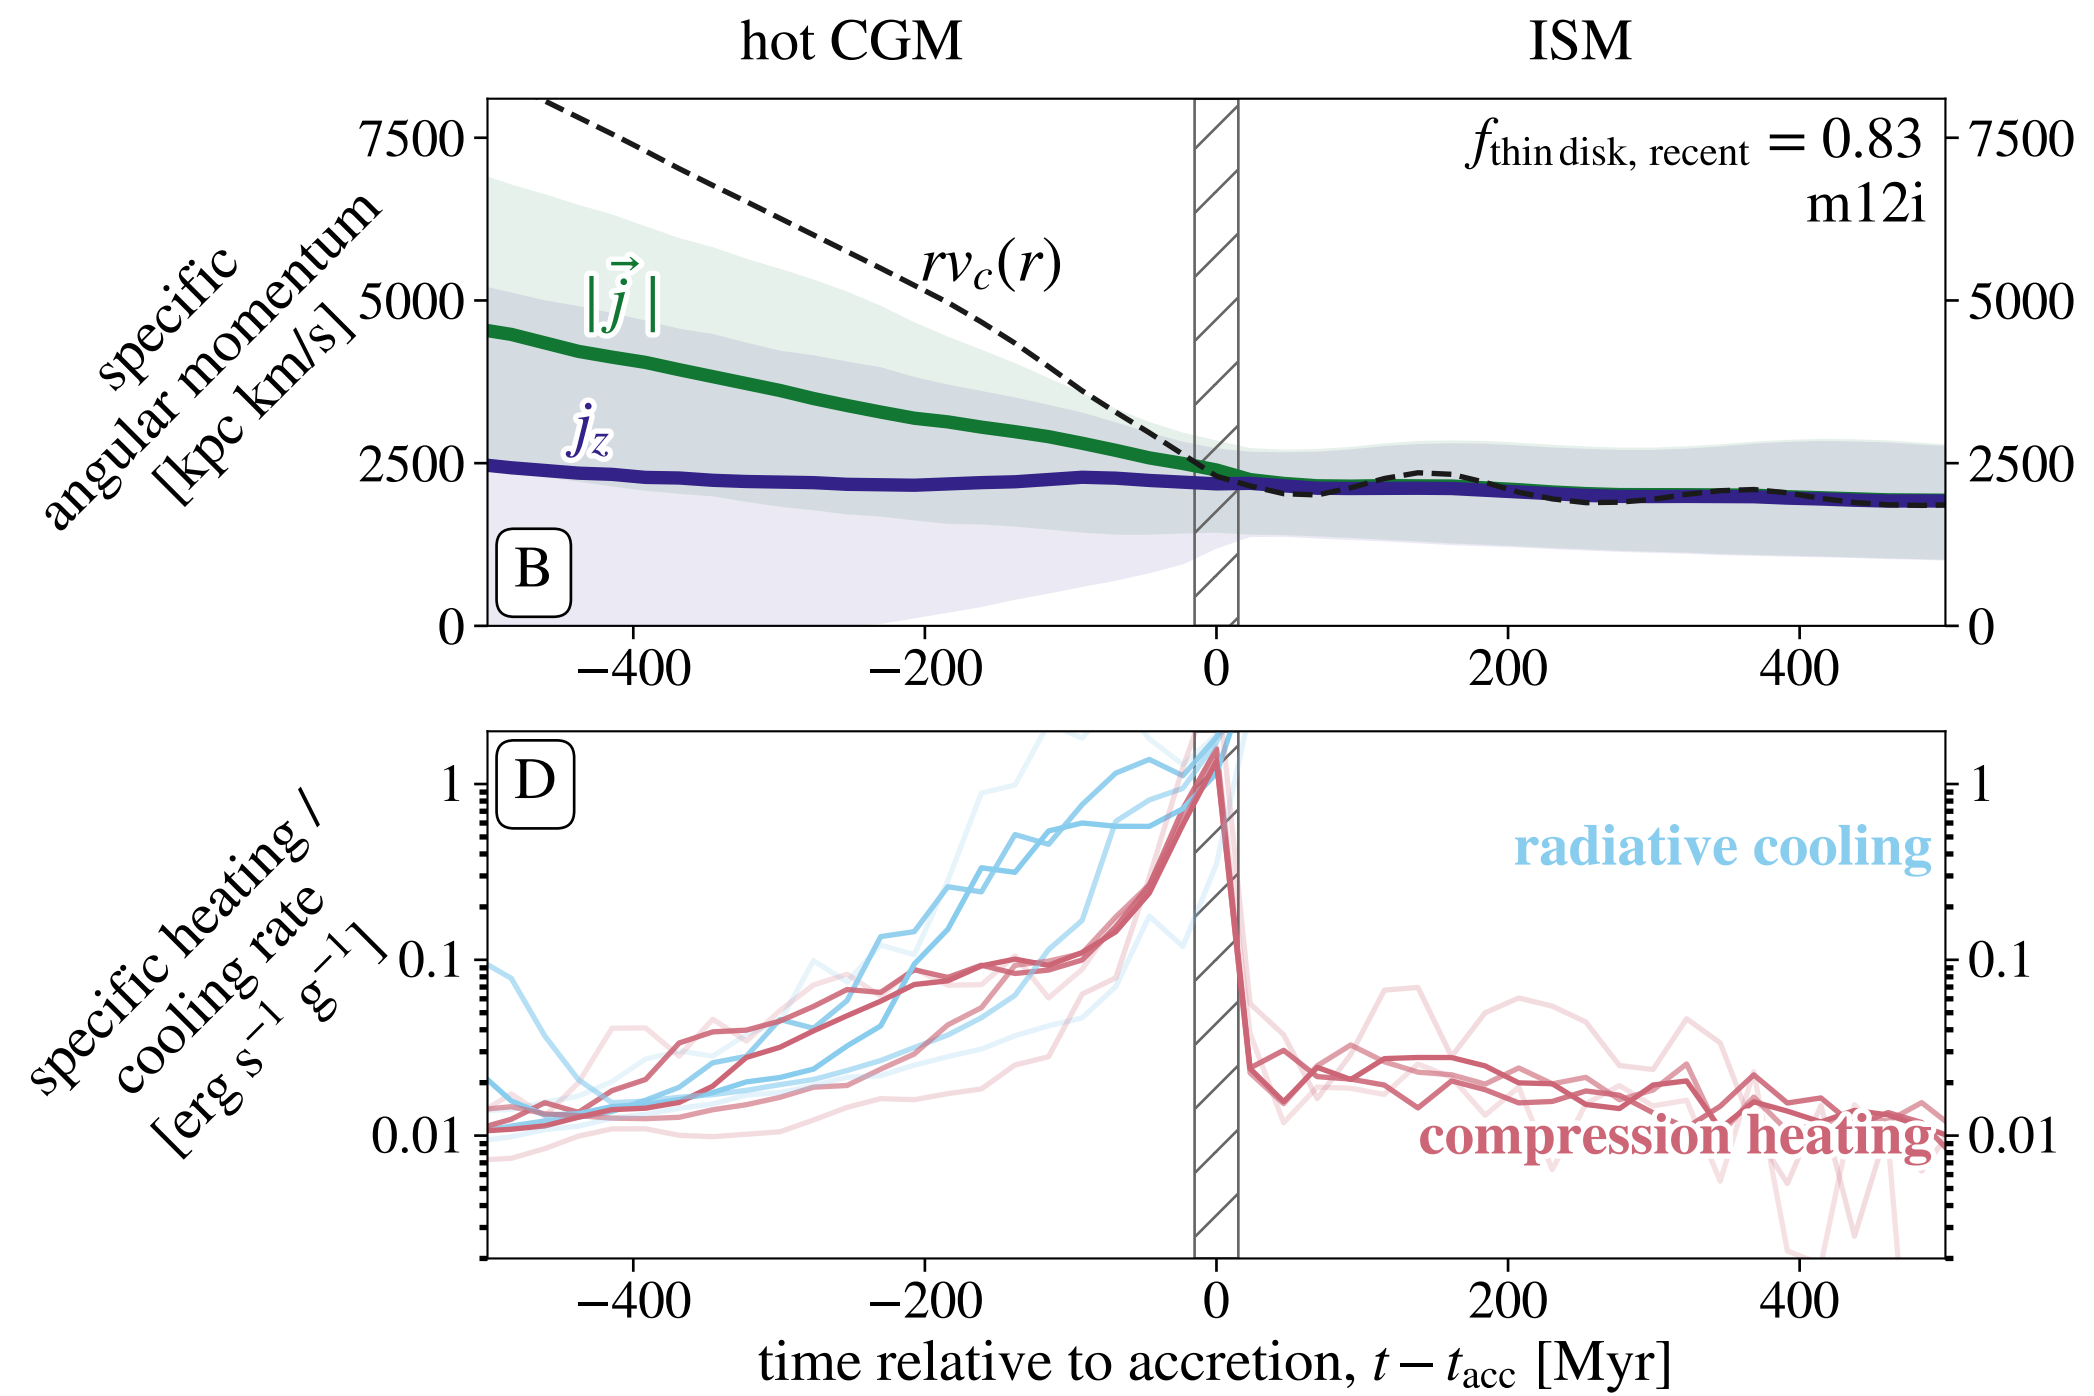 hot CGM
ISM
7500
5000
2500
0
specific
angular momentum
[kpc km/s]
f_thin disk, recent = 0.83
m12i
rv_c(r)
|j⃗|
j_z
B
7500
5000
2500
0
−400
−200
0
200
400
D
1
0.1
0.01
specific heating /
cooling rate
[erg s⁻¹ g⁻¹]
radiative cooling
compression heating
1
0.1
0.01
−400
−200
0
200
400
time relative to accretion, t − t_acc [Myr]